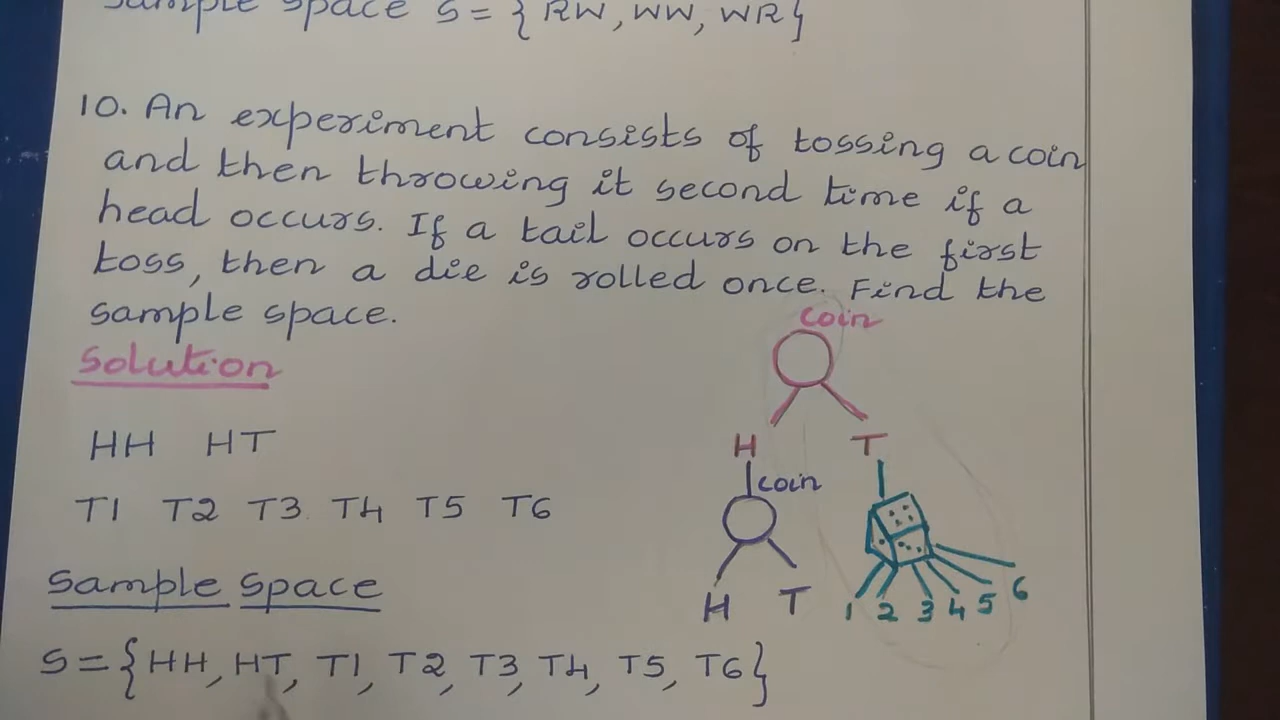 Sample space S = {RW, WW, WR}
10. An experiment consists of tossing a coin
and then throwing it second time if a
head occurs. If a tail occurs on the first
toss, then a die is rolled once. Find the
sample space.
Solution
coin
H T
HH HT
coin
T1 T2 T3 T4 T5 T6
H T 1 2 3 4 5 6
Sample space
S = {HH, HT, T1, T2, T3, T4, T5, T6}